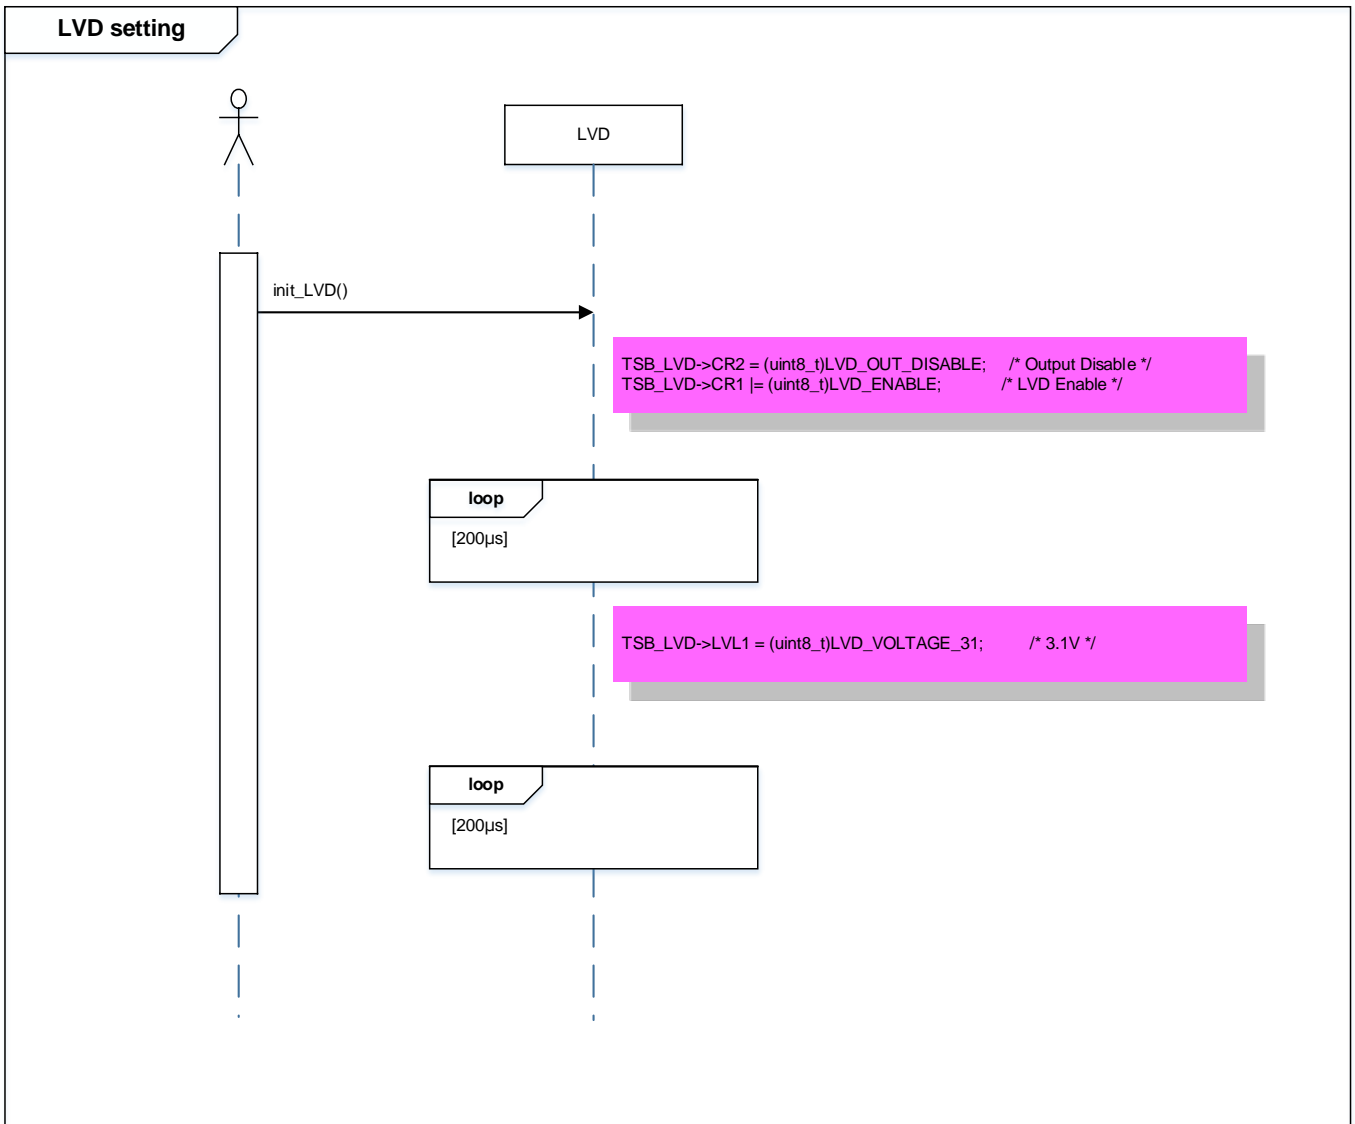 LVD setting
LVD
init_LVD()
TSB_LVD->CR2 = (uint8_t)LVD_OUT_DISABLE; /* Output Disable */
TSB_LVD->CR1 |= (uint8_t)LVD_ENABLE; /* LVD Enable */
loop
[200µs]
TSB_LVD->LVL1 = (uint8_t)LVD_VOLTAGE_31; /* 3.1V */
loop
[200µs]